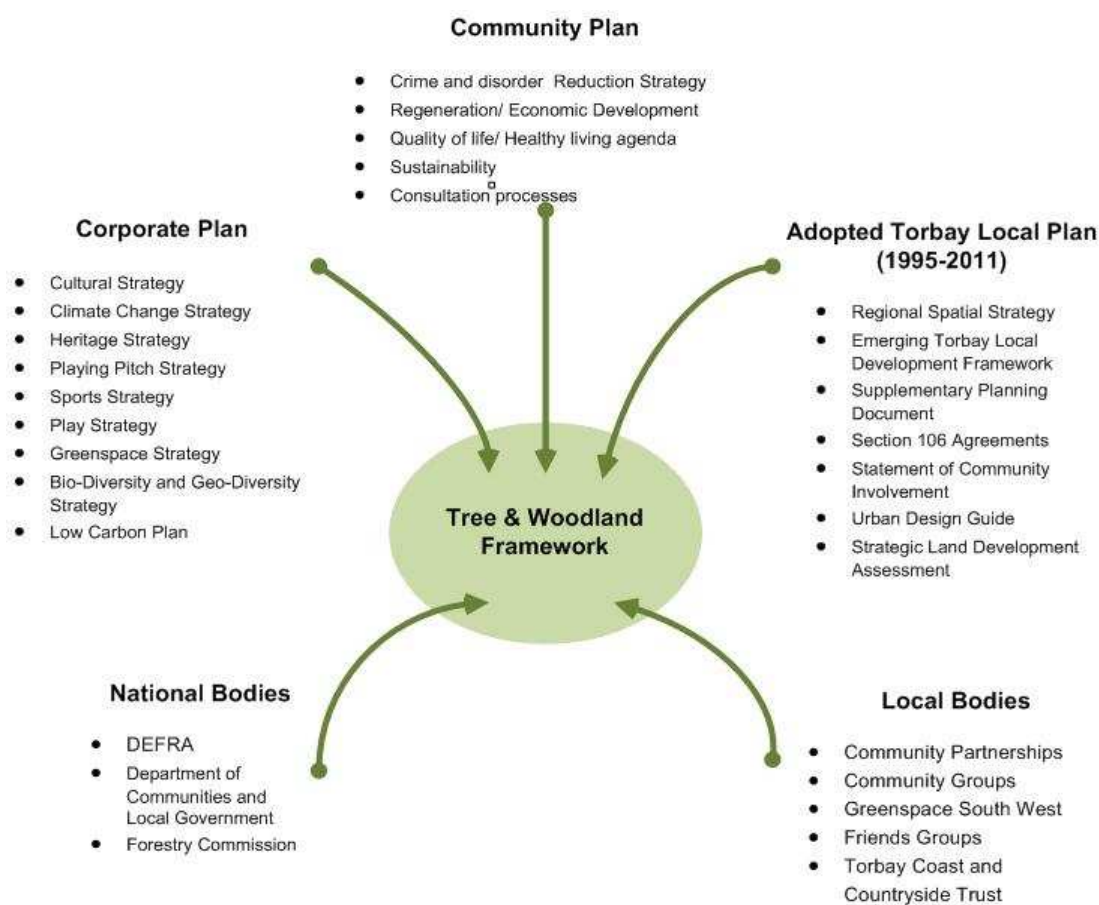 Community Plan
• Crime and disorder Reduction Strategy
• Regeneration/ Economic Development
• Quality of life/ Healthy living agenda
• Sustainability
• Consultation processes
Corporate Plan
• Cultural Strategy
• Climate Change Strategy
• Heritage Strategy
• Playing Pitch Strategy
• Sports Strategy
• Play Strategy
• Greenspace Strategy
• Bio-Diversity and Geo-Diversity
Strategy
• Low Carbon Plan
Adopted Torbay Local Plan
(1995-2011)
• Regional Spatial Strategy
• Emerging Torbay Local
Development Framework
• Supplementary Planning
Document
• Section 106 Agreements
• Statement of Community
Involvement
• Urban Design Guide
• Strategic Land Development
Assessment
Tree & Woodland
Framework
National Bodies
• DEFRA
• Department of
Communities and
Local Government
• Forestry Commission
Local Bodies
• Community Partnerships
• Community Groups
• Greenspace South West
• Friends Groups
• Torbay Coast and
Countryside Trust